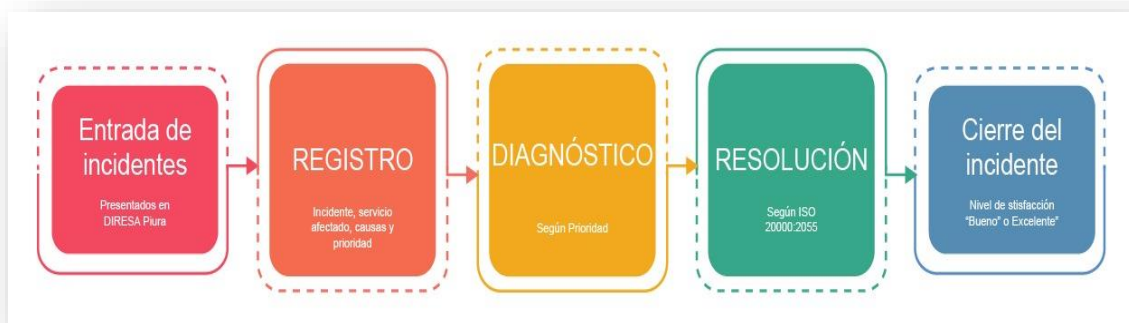 Entrada de
incidentes
Presentados en
DIRESA Piura
REGISTRO
Incidente, servicio
afectado, causas y
prioridad
DIAGNÓSTICO
Según Prioridad
RESOLUCIÓN
Según ISO
20000:2055
Cierre del
incidente
Nivel de stisfacción
“Bueno” o Excelente”